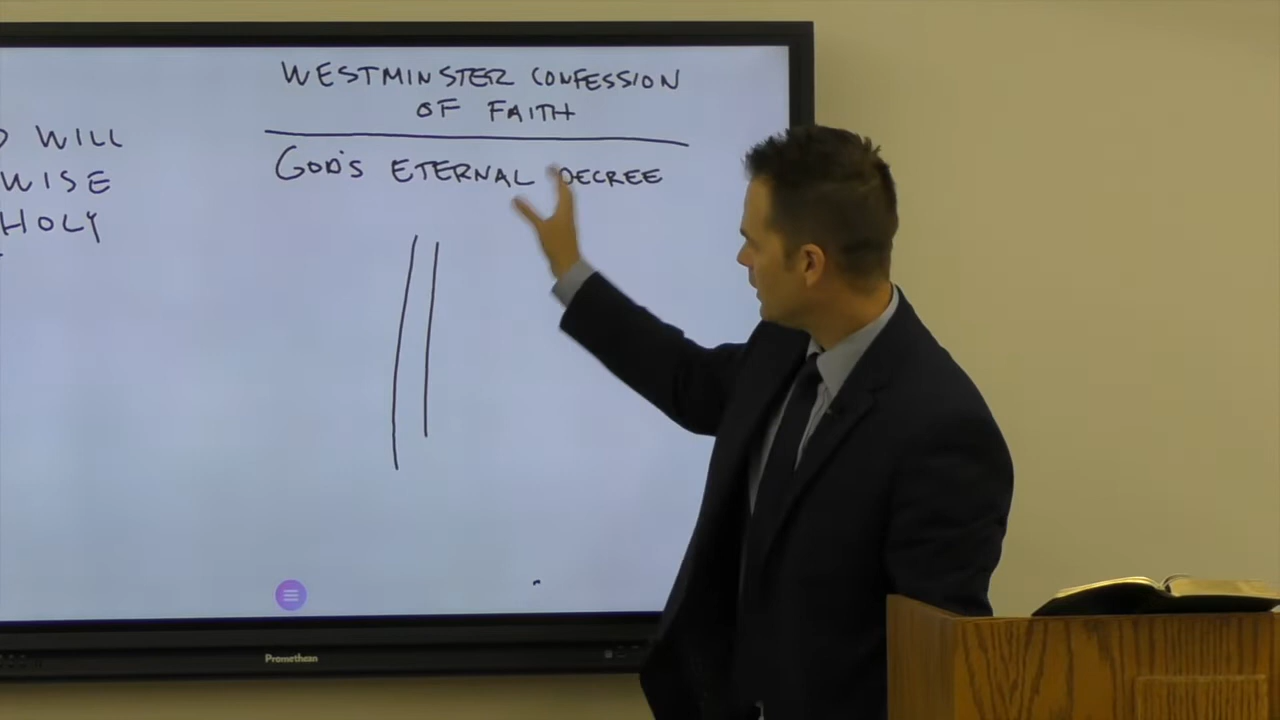 WILL
WISE
HOLY
WESTMINSTER CONFESSION
OF FAITH
GOD'S ETERNAL DECREE
Promethean